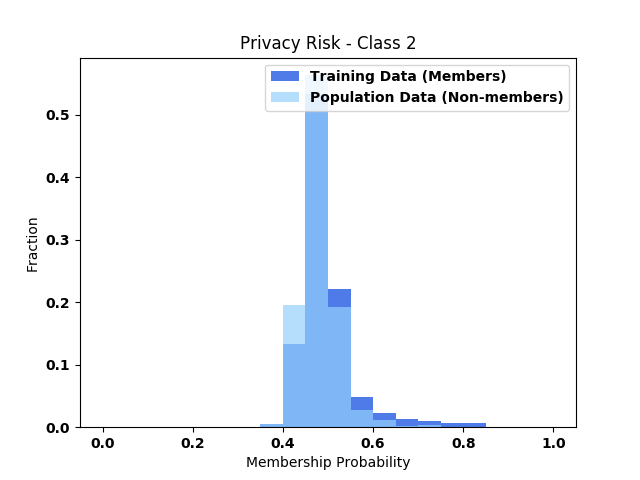 Privacy Risk - Class 2
Training Data (Members)
Population Data (Non-members)
0.5
0.4
0.3
0.2
0.1
0.0
Fraction
0.0 0.2 0.4 0.6 0.8 1.0
Membership Probability